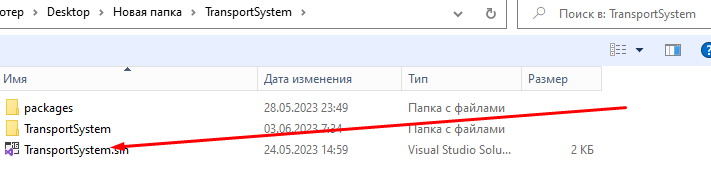 отер > Desktop > Новая папка > TransportSystem >
Поиск в: TransportSystem
Имя Дата изменения Тип Размер
packages 28.05.2023 23:49 Папка с файлами
TransportSystem 03.06.2023 7:34 Папка с файлами
TransportSystem.sln 24.05.2023 14:59 Visual Studio Solu... 2 КБ